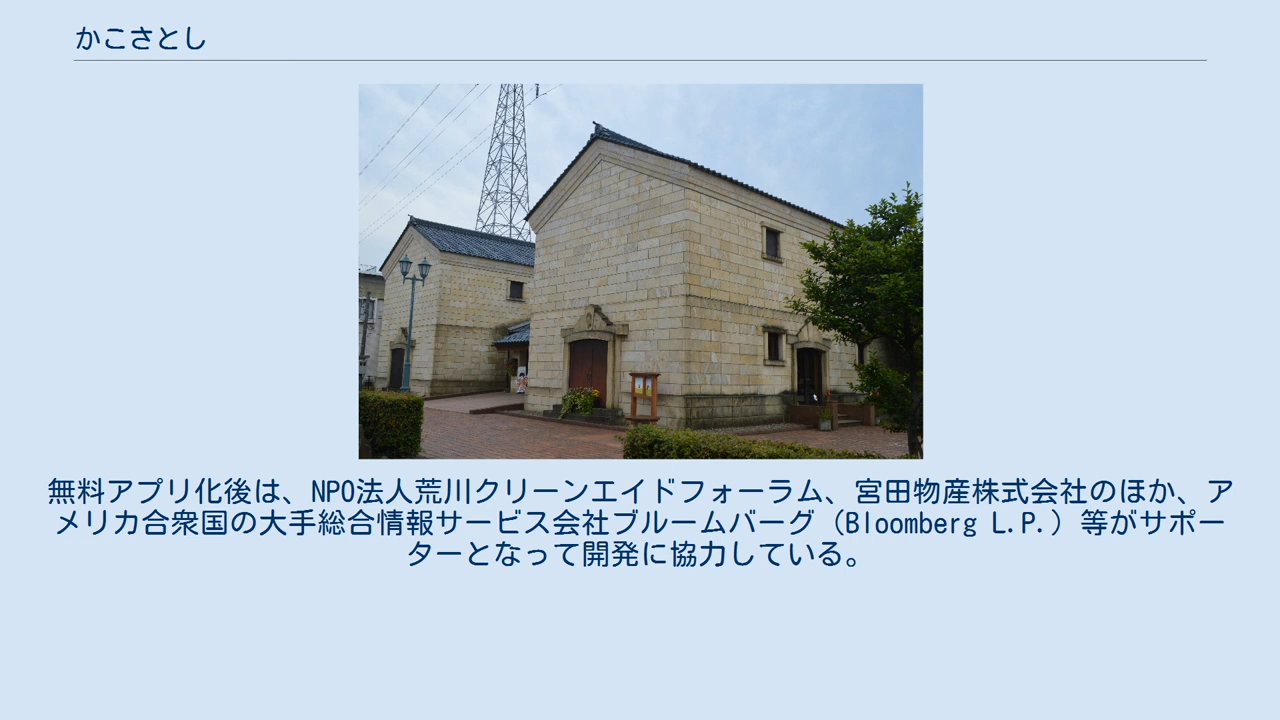 かこさとし
無料アプリ化後は、NPO法人荒川クリーンエイドフォーラム、宮田物産株式会社のほか、ア
メリカ合衆国の大手総合情報サービス会社ブルームバーグ（Bloomberg L.P.）等がサポー
ターとなって開発に協力している。